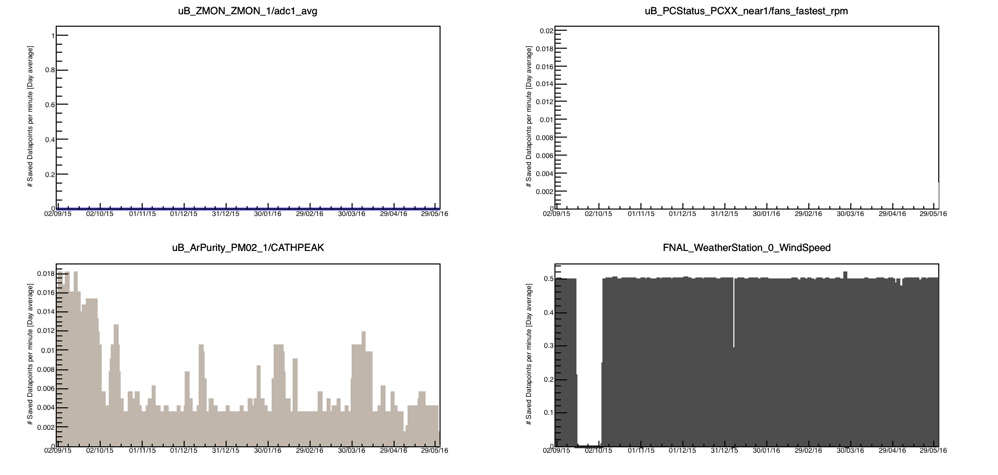 uB_ZMON_ZMON_1/adc1_avg
# Saved Datapoints per minute [Day average]
1
0.8
0.6
0.4
0.2
0
02/09/15 02/10/15 01/11/15 01/12/15 31/12/15 30/01/16 29/02/16 30/03/16 29/04/16 29/05/16
uB_PCStatus_PCXX_near1/fans_fastest_rpm
# Saved Datapoints per minute [Day average]
0.02
0.018
0.016
0.014
0.012
0.01
0.008
0.006
0.004
0.002
0
02/09/15 02/10/15 01/11/15 01/12/15 31/12/15 30/01/16 29/02/16 30/03/16 29/04/16 29/05/16
uB_ArPurity_PM02_1/CATHPEAK
# Saved Datapoints per minute [Day average]
0.018
0.016
0.014
0.012
0.01
0.008
0.006
0.004
0.002
0
02/09/15 02/10/15 01/11/15 01/12/15 31/12/15 30/01/16 29/02/16 30/03/16 29/04/16 29/05/16
FNAL_WeatherStation_0_WindSpeed
# Saved Datapoints per minute [Day average]
0.5
0.4
0.3
0.2
0.1
0
02/09/15 02/10/15 01/11/15 01/12/15 31/12/15 30/01/16 29/02/16 30/03/16 29/04/16 29/05/16